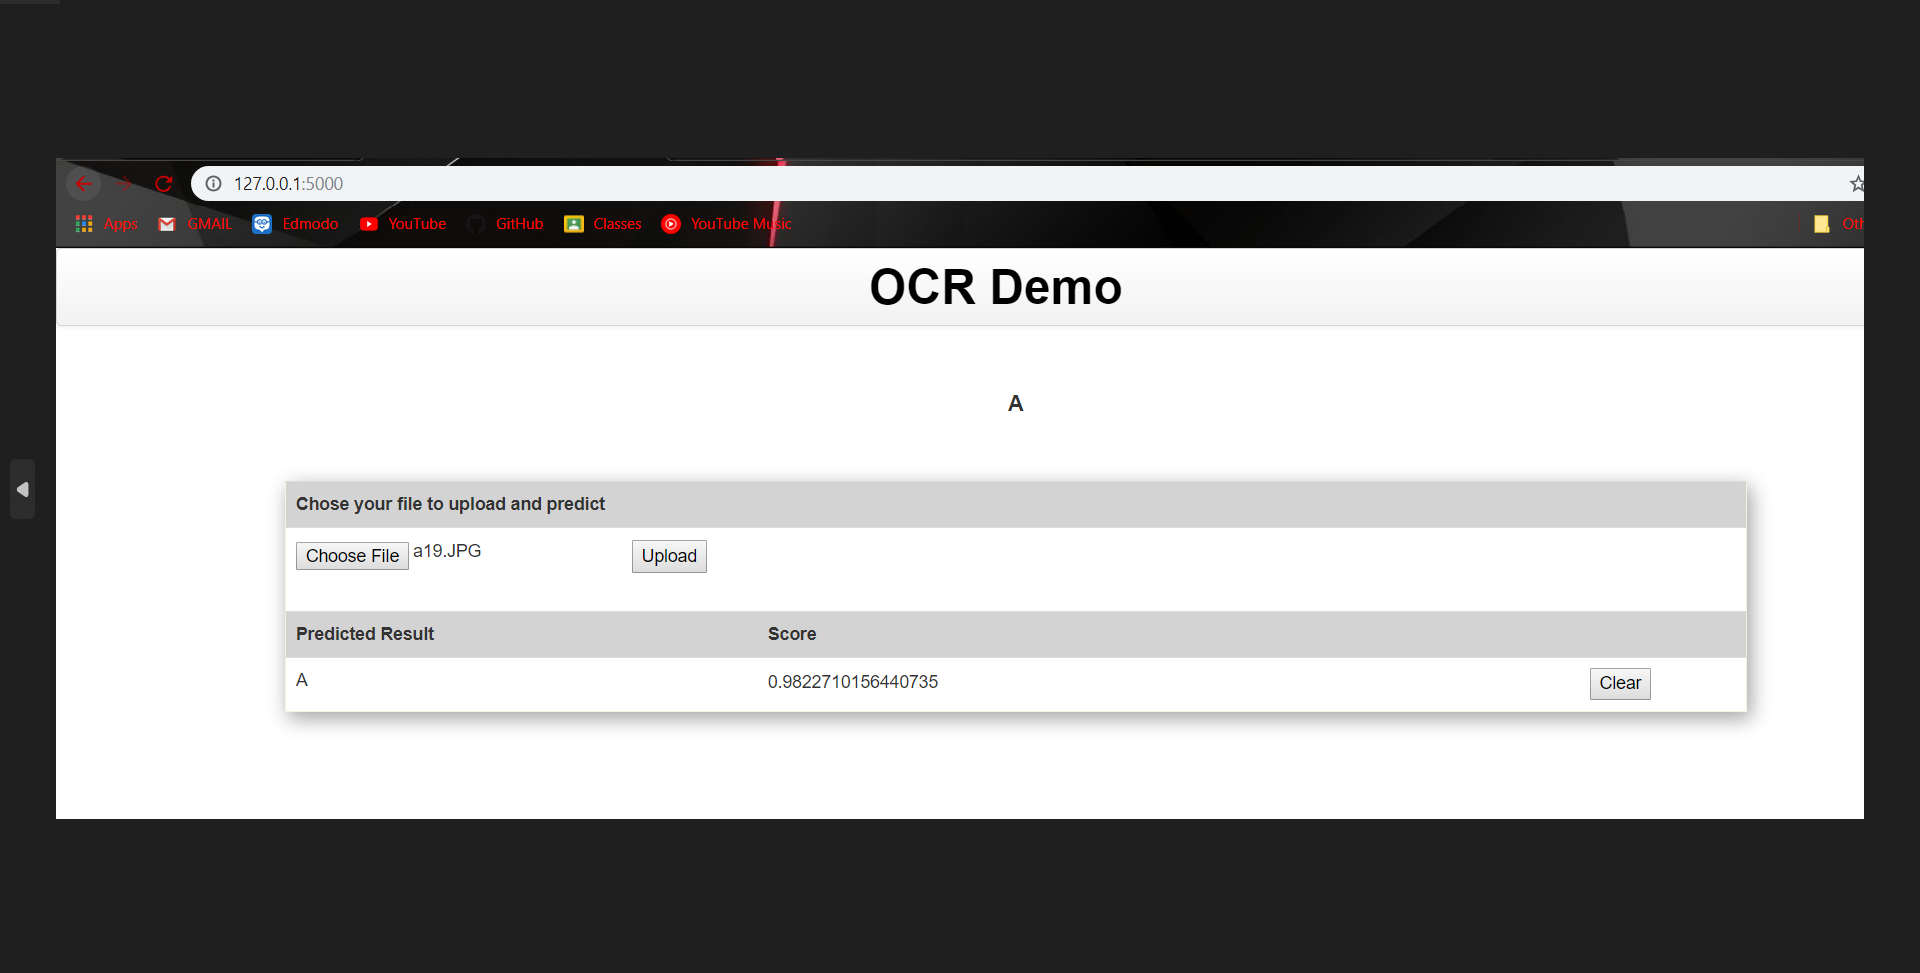 127.0.0.1:5000
Apps GMAIL Edmodo YouTube GitHub Classes YouTube Music
OCR Demo
A
Chose your file to upload and predict
Choose File a19.JPG Upload
Predicted Result Score
A 0.9822710156440735 Clear